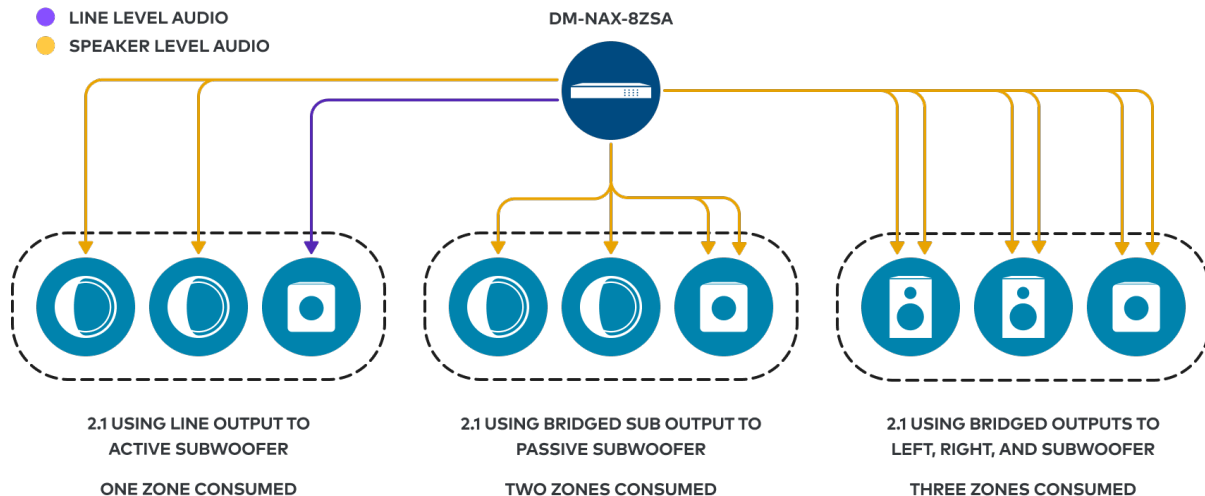 LINE LEVEL AUDIO
SPEAKER LEVEL AUDIO
DM-NAX-8ZSA
2.1 USING LINE OUTPUT TO
ACTIVE SUBWOOFER
ONE ZONE CONSUMED
2.1 USING BRIDGED SUB OUTPUT TO
PASSIVE SUBWOOFER
TWO ZONES CONSUMED
2.1 USING BRIDGED OUTPUTS TO
LEFT, RIGHT, AND SUBWOOFER
THREE ZONES CONSUMED